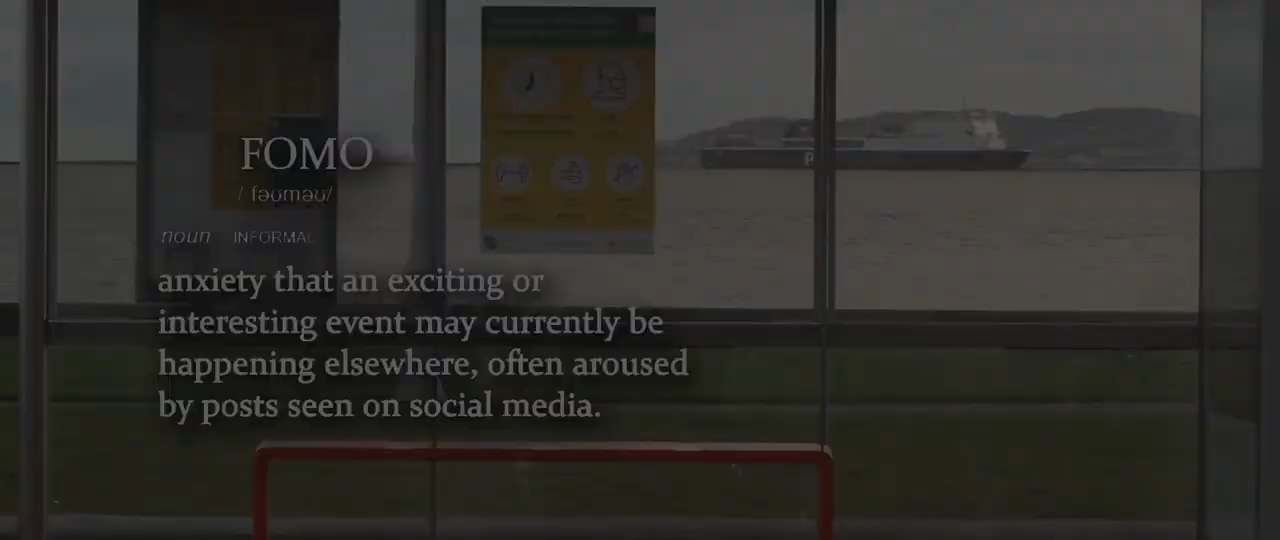 FOMO
/ fəʊməʊ/
noun INFORMAL
anxiety that an exciting or
interesting event may currently be
happening elsewhere, often aroused
by posts seen on social media.